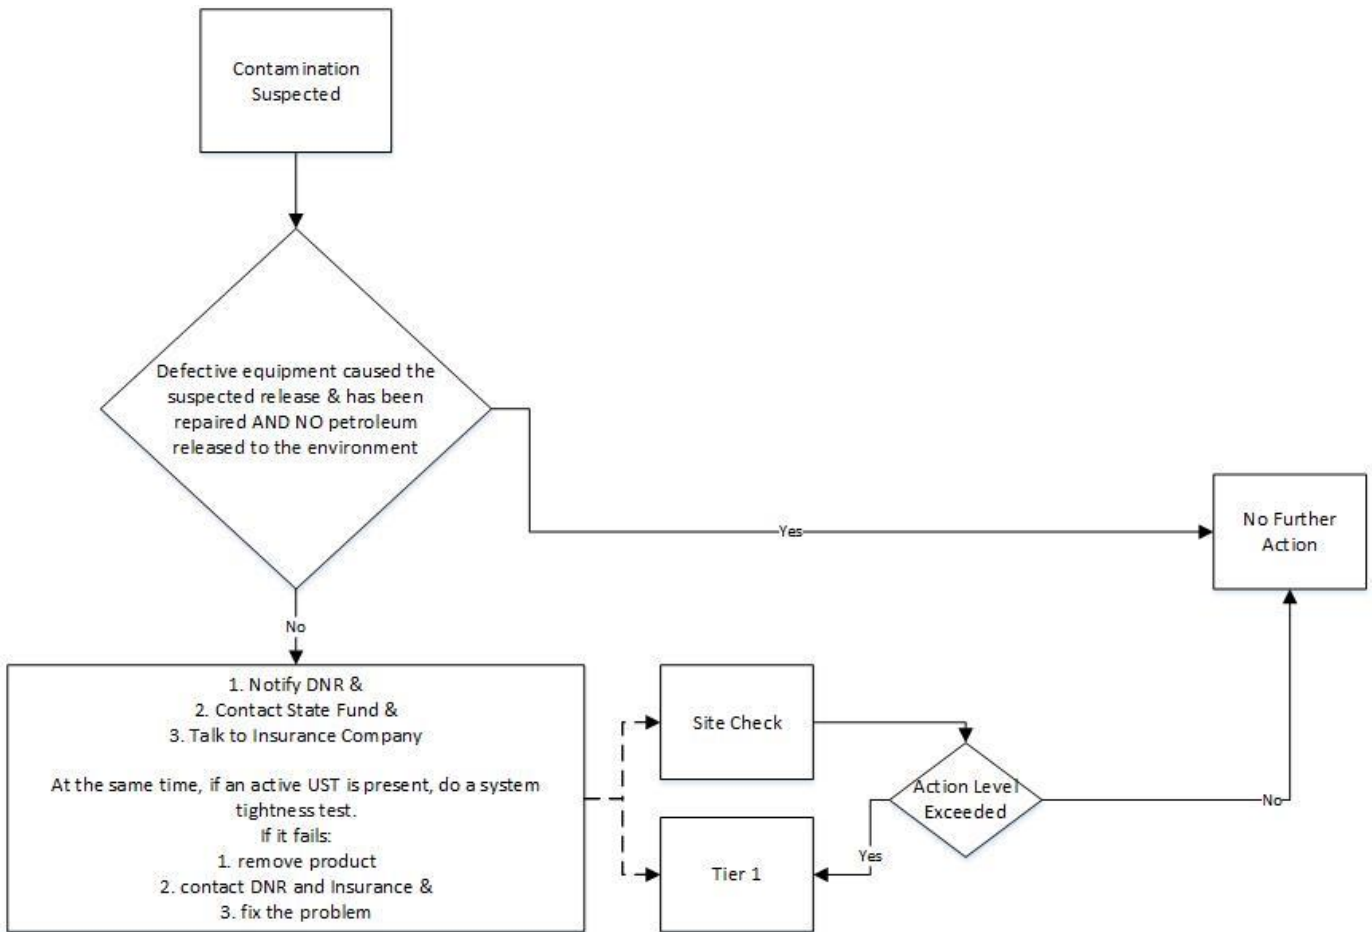 Contamination
Suspected
Defective equipment caused the
suspected release & has been
repaired AND NO petroleum
released to the environment
Yes
No Further
Action
No
1. Notify DNR &
2. Contact State Fund &
3. Talk to Insurance Company
At the same time, if an active UST is present, do a system
tightness test.
If it fails:
1. remove product
2. contact DNR and Insurance &
3. fix the problem
Site Check
Action Level
Exceeded
No
Yes
Tier 1